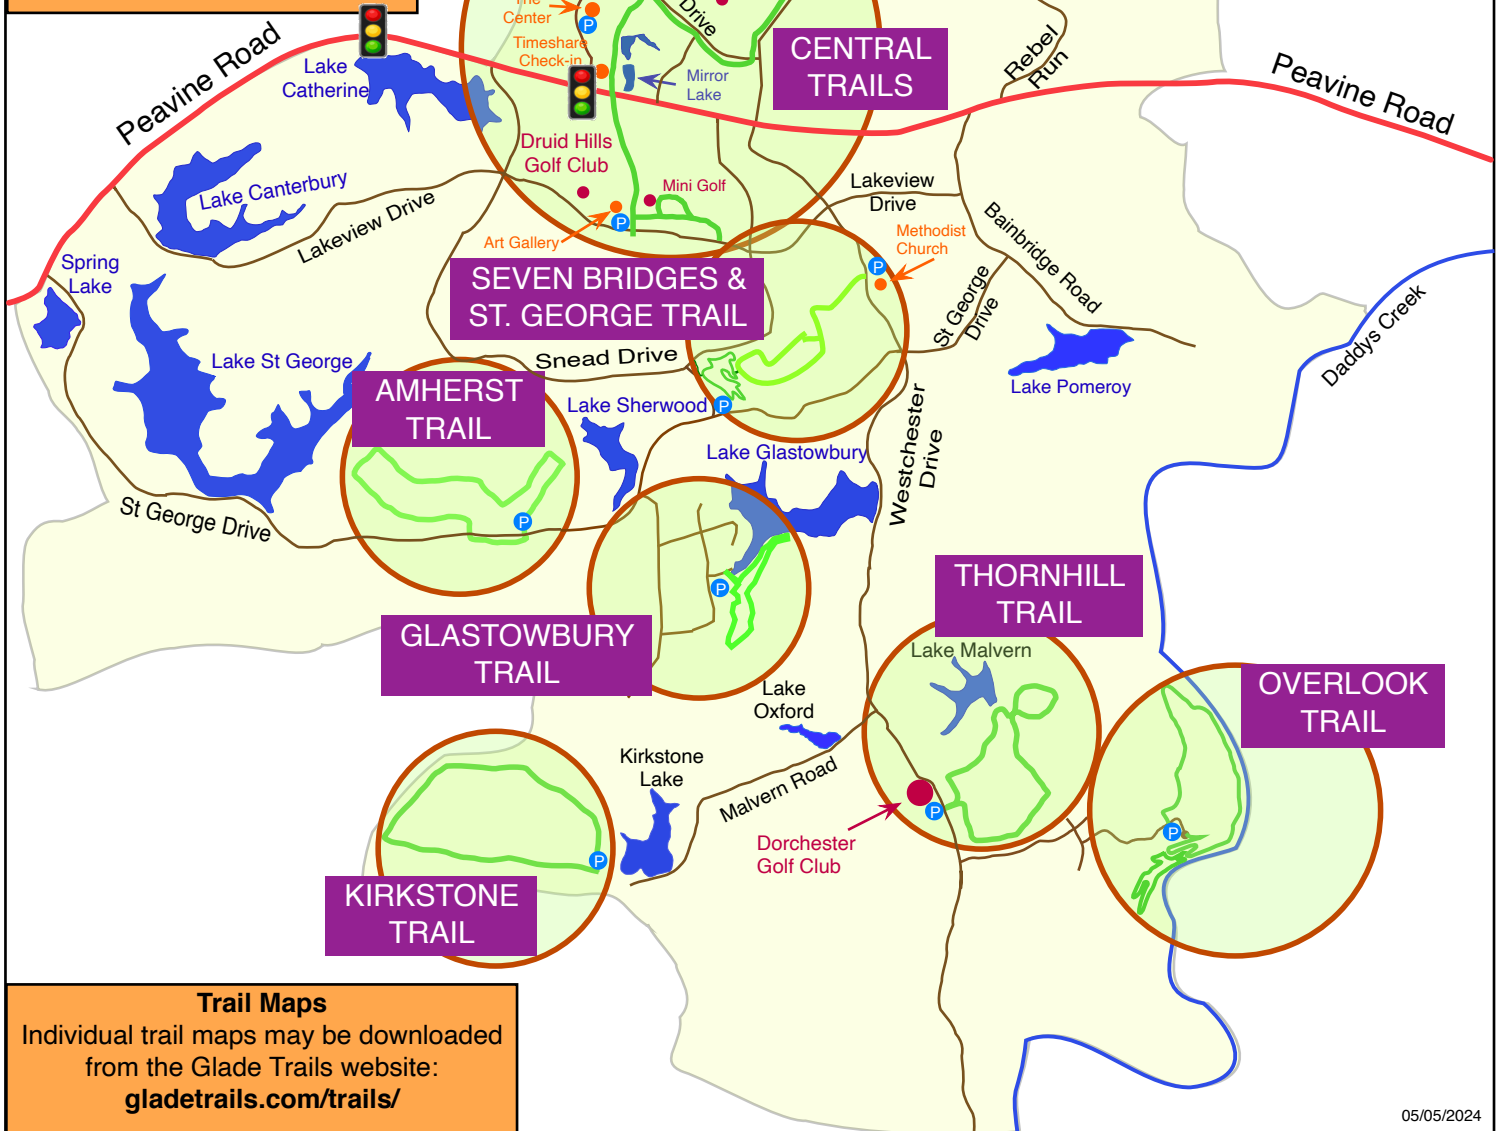 The
Center
Timeshare
Check-in
Drive
CENTRAL
TRAILS
Mirror
Lake
Rebel
Run
Peavine Road
Peavine Road
Lake
Catherine
P
Druid Hills
Golf Club
Mini Golf
Lake Canterbury
Lakeview Drive
Lakeview
Drive
Art Gallery
P
Methodist
Church
P
Bainbridge Road
St George
Drive
Spring
Lake
SEVEN BRIDGES &
ST. GEORGE TRAIL
Daddys Creek
Lake Pomeroy
Snead Drive
Lake St George
AMHERST
TRAIL
Lake Sherwood
P
Westchester
Drive
Lake Glastowbury
St George Drive
P
P
THORNHILL
TRAIL
GLASTOWBURY
TRAIL
Lake Malvern
OVERLOOK
TRAIL
Lake
Oxford
Kirkstone
Lake
Malvern Road
P
P
P
Dorchester
Golf Club
KIRKSTONE
TRAIL
Trail Maps
Individual trail maps may be downloaded
from the Glade Trails website:
gladetrails.com/trails/
05/05/2024